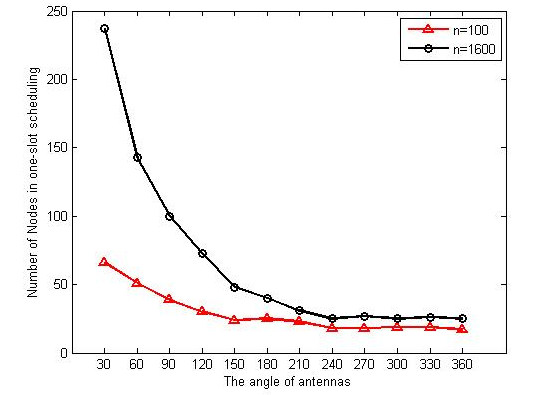 250
200
150
100
50
0
Number of Nodes in one-slot scheduling
n=100
n=1600
30 60 90 120 150 180 210 240 270 300 330 360
The angle of antennas